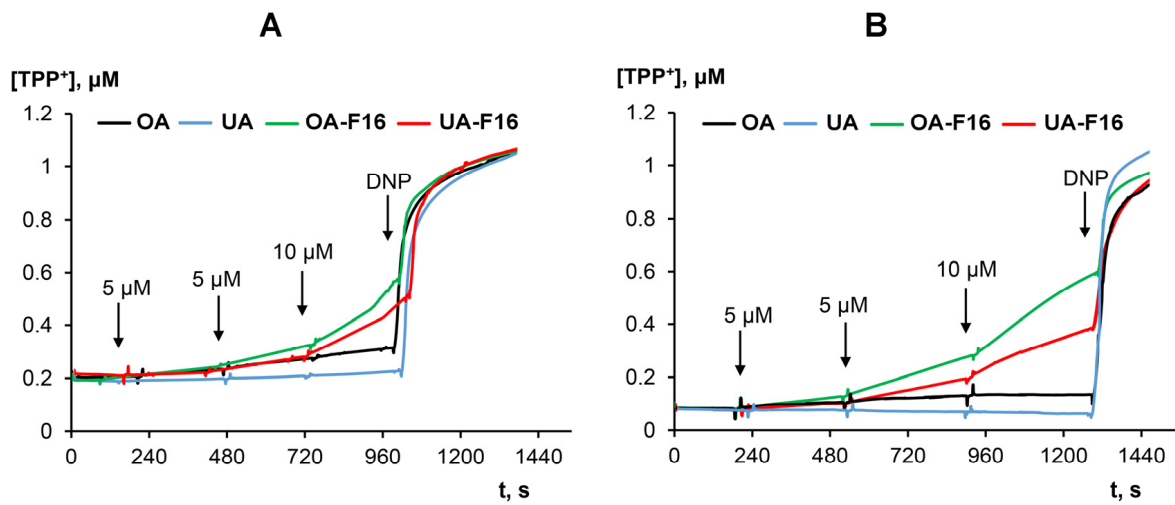 A
[TPP⁺], μM
OA UA OA-F16 UA-F16
1.2
1
0.8
0.6
0.4
0.2
0
5 μM
5 μM
10 μM
DNP
0 240 480 720 960 1200 1440
t, s
B
[TPP⁺], μM
OA UA OA-F16 UA-F16
1.2
1
0.8
0.6
0.4
0.2
0
5 μM
5 μM
10 μM
DNP
0 240 480 720 960 1200 1440
t, s